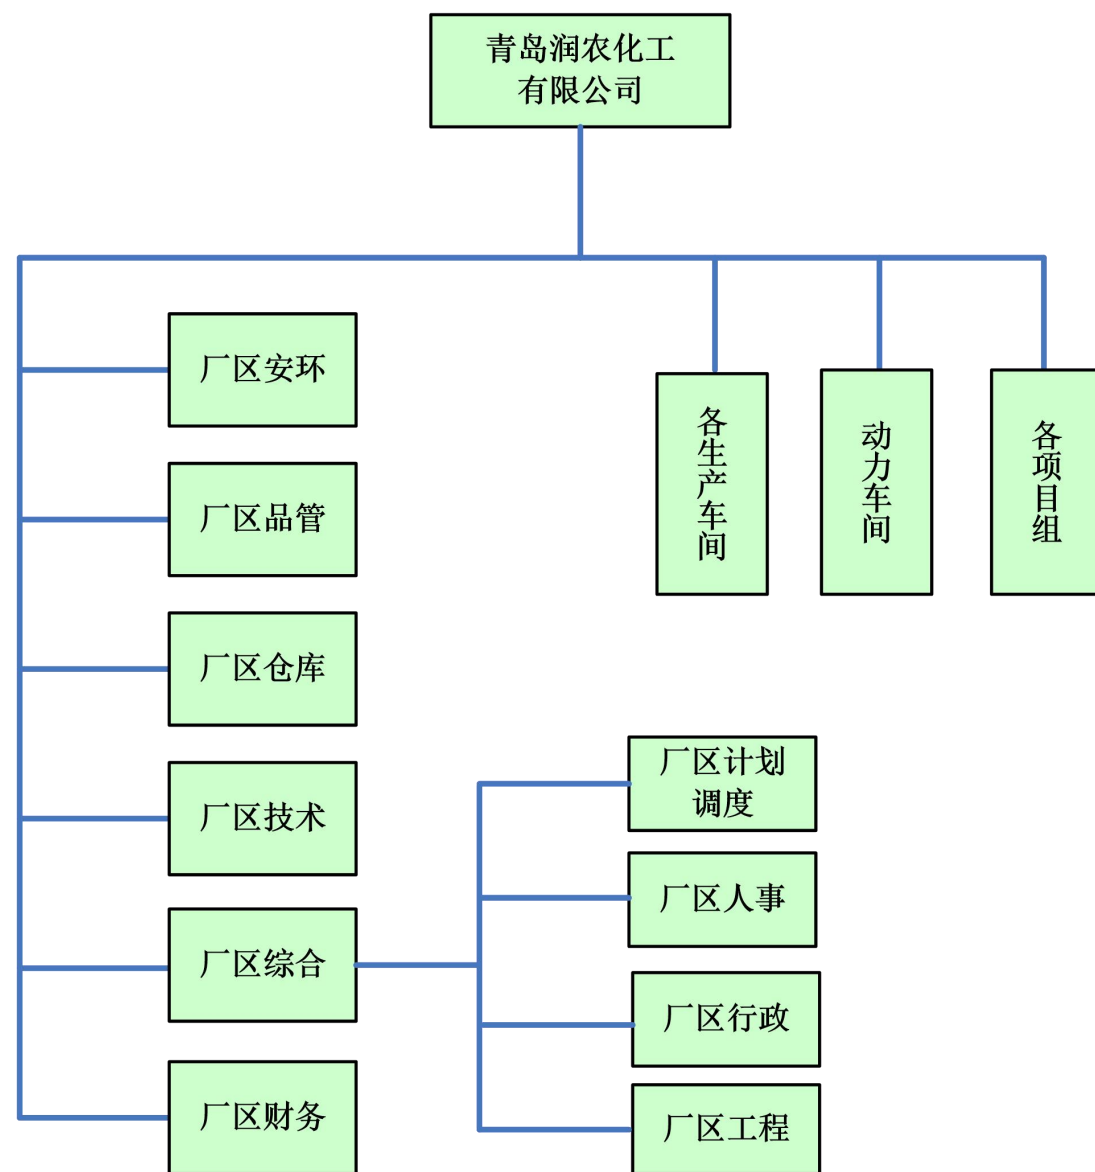 青岛润农化工
有限公司
厂区安环
厂区品管
厂区仓库
厂区技术
厂区综合
厂区财务
各生产车间
动力车间
各项目组
厂区计划
调度
厂区人事
厂区行政
厂区工程